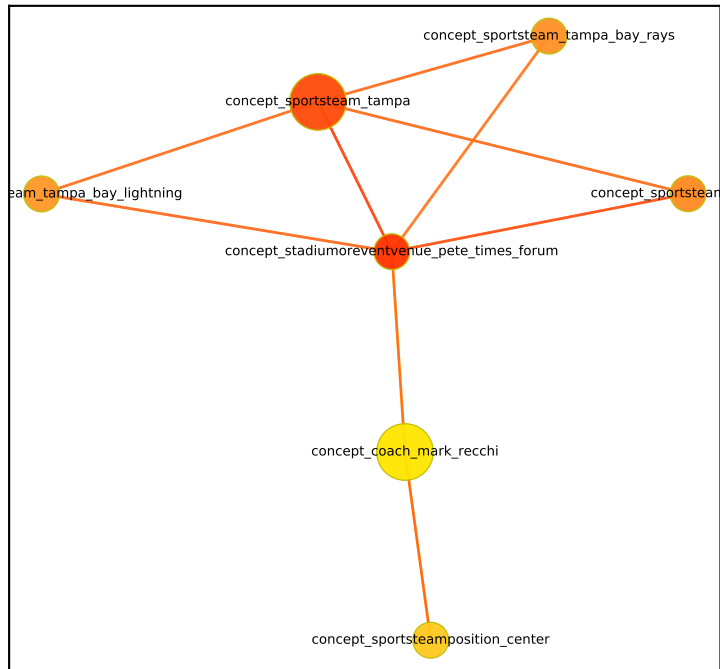 concept_sportsteam_tampa_bay_rays
concept_sportsteam_tampa
eam_tampa_bay_lightning
concept_sportsteam
concept_stadiumoreventvenue_pete_times_forum
concept_coach_mark_recchi
concept_sportsteamposition_center